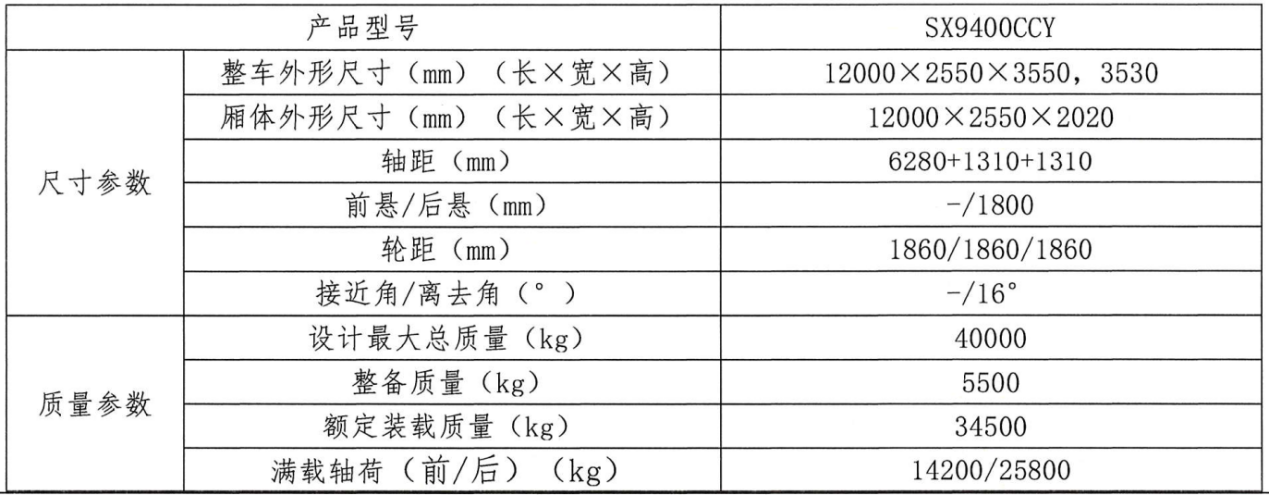 产品型号 SX9400CCY
尺寸参数
整车外形尺寸（mm）（长×宽×高） 12000×2550×3550，3530
厢体外形尺寸（mm）（长×宽×高） 12000×2550×2020
轴距（mm） 6280+1310+1310
前悬/后悬（mm） -/1800
轮距（mm） 1860/1860/1860
接近角/离去角（°） -/16°
质量参数
设计最大总质量（kg） 40000
整备质量（kg） 5500
额定装载质量（kg） 34500
满载轴荷（前/后）（kg） 14200/25800